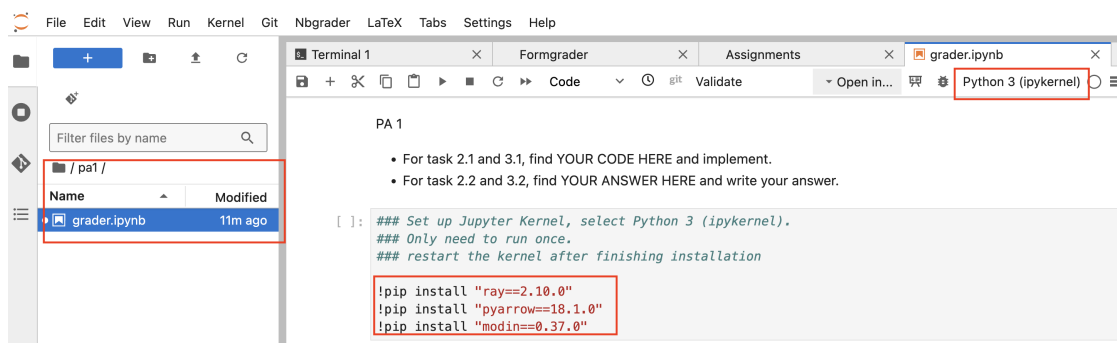 File Edit View Run Kernel Git Nbgrader LaTeX Tabs Settings Help
Terminal 1 Formgrader Assignments grader.ipynb
+ Code git Validate Open in... Python 3 (ipykernel)
Filter files by name
/ pa1 /
Name Modified
grader.ipynb 11m ago
PA 1
• For task 2.1 and 3.1, find YOUR CODE HERE and implement.
• For task 2.2 and 3.2, find YOUR ANSWER HERE and write your answer.
[ ]: ### Set up Jupyter Kernel, select Python 3 (ipykernel).
### Only need to run once.
### restart the kernel after finishing installation
!pip install "ray==2.10.0"
!pip install "pyarrow==18.1.0"
!pip install "modin==0.37.0"